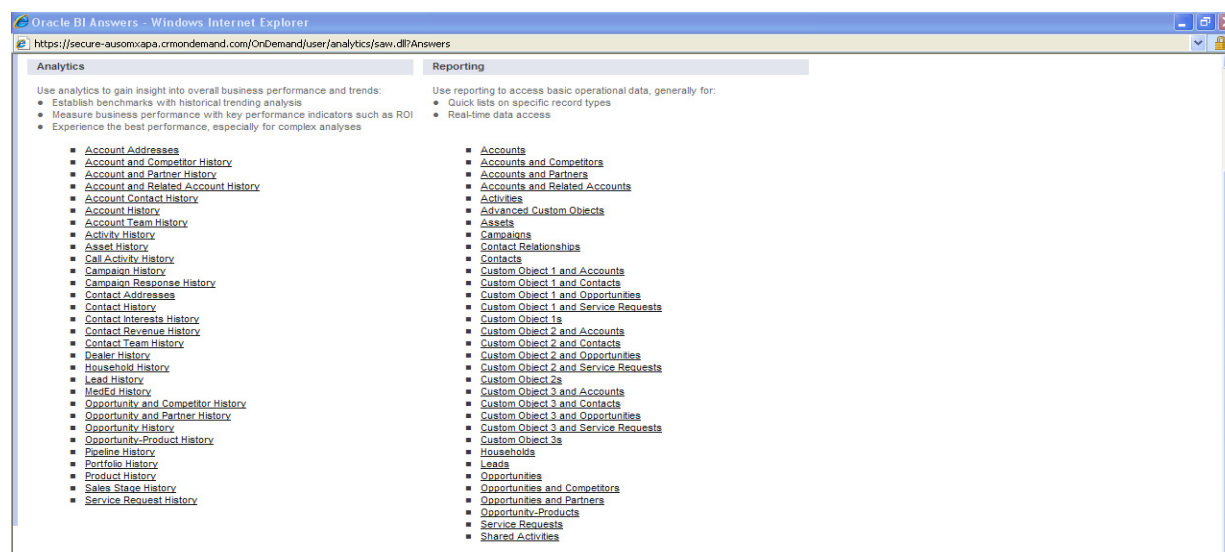 Oracle BI Answers - Windows Internet Explorer
https://secure-ausomxapa.crmondemand.com/OnDemand/user/analytics/saw.dll?Answers
Analytics
Use analytics to gain insight into overall business performance and trends:
Establish benchmarks with historical trending analysis
Measure business performance with key performance indicators such as ROI
Experience the best performance, especially for complex analyses
Account Addresses
Account and Competitor History
Account and Partner History
Account and Related Account History
Account Contact History
Account History
Account Team History
Activity History
Asset History
Call Activity History
Campaign History
Campaign Response History
Contact Addresses
Contact History
Contact Interests History
Contact Revenue History
Contact Team History
Dealer History
Household History
Lead History
MedEd History
Opportunity and Competitor History
Opportunity and Partner History
Opportunity History
Opportunity-Product History
Pipeline History
Portfolio History
Product History
Sales Stage History
Service Request History
Reporting
Use reporting to access basic operational data, generally for:
Quick lists on specific record types
Real-time data access
Accounts
Accounts and Competitors
Accounts and Partners
Accounts and Related Accounts
Activities
Advanced Custom Objects
Assets
Campaigns
Contact Relationships
Contacts
Custom Object 1 and Accounts
Custom Object 1 and Contacts
Custom Object 1 and Opportunities
Custom Object 1 and Service Requests
Custom Object 1s
Custom Object 2 and Accounts
Custom Object 2 and Contacts
Custom Object 2 and Opportunities
Custom Object 2 and Service Requests
Custom Object 2s
Custom Object 3 and Accounts
Custom Object 3 and Contacts
Custom Object 3 and Opportunities
Custom Object 3 and Service Requests
Custom Object 3s
Households
Leads
Opportunities
Opportunities and Competitors
Opportunities and Partners
Opportunity-Products
Service Requests
Shared Activities